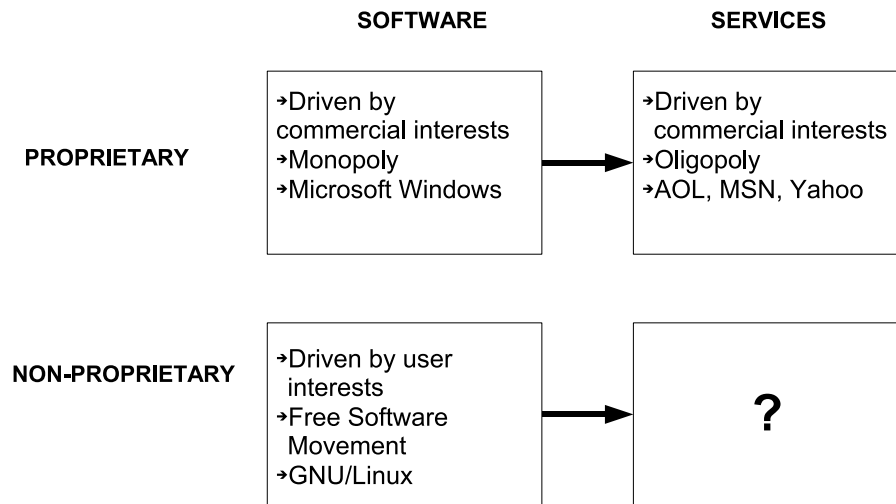 SOFTWARE
SERVICES
PROPRIETARY
➔Driven by
commercial interests
➔Monopoly
➔Microsoft Windows
➔Driven by
commercial interests
➔Oligopoly
➔AOL, MSN, Yahoo
NON-PROPRIETARY
➔Driven by user
interests
➔Free Software
Movement
➔GNU/Linux
?